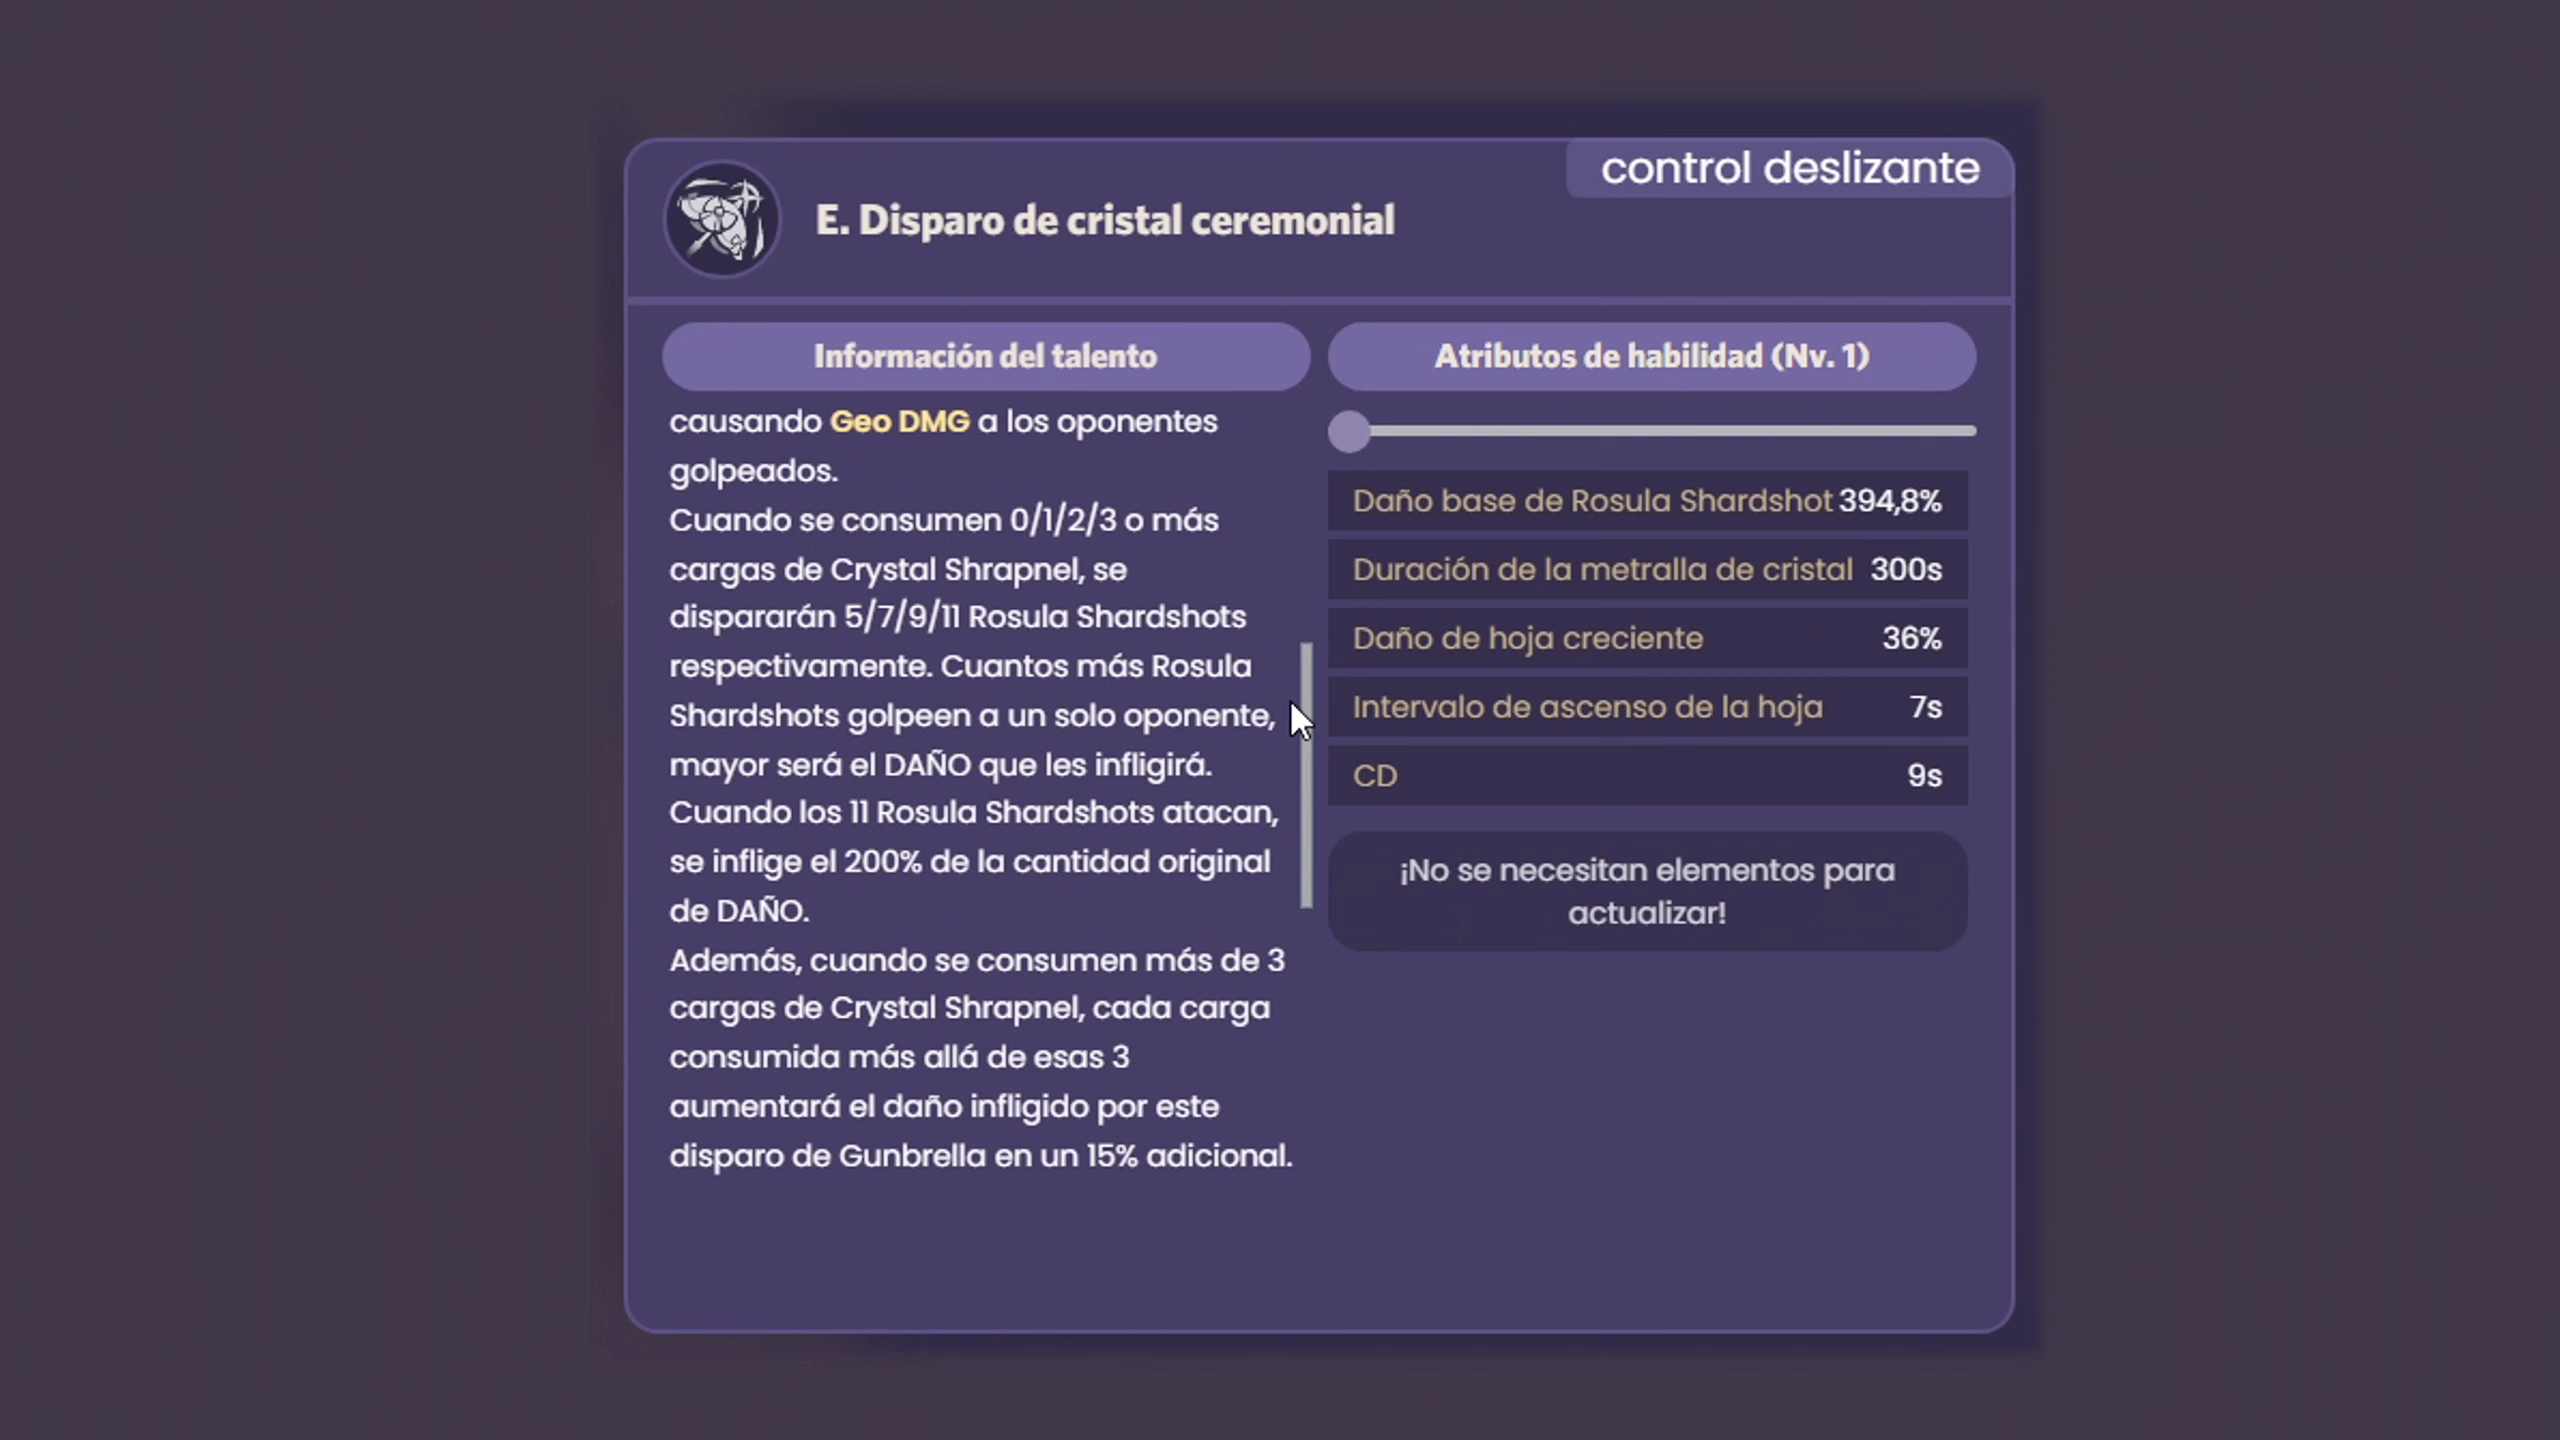 control deslizante
E. Disparo de cristal ceremonial
Información del talento
causando Geo DMG a los oponentes
golpeados.
Cuando se consumen 0/1/2/3 o más
cargas de Crystal Shrapnel, se
dispararán 5/7/9/11 Rosula Shardshots
respectivamente. Cuantos más Rosula
Shardshots golpeen a un solo oponente,
mayor será el DAÑO que les infligirá.
Cuando los 11 Rosula Shardshots atacan,
se inflige el 200% de la cantidad original
de DAÑO.
Además, cuando se consumen más de 3
cargas de Crystal Shrapnel, cada carga
consumida más allá de esas 3
aumentará el daño infligido por este
disparo de Gunbrella en un 15% adicional.
Atributos de habilidad (Nv. 1)
Daño base de Rosula Shardshot 394,8%
Duración de la metralla de cristal 300s
Daño de hoja creciente 36%
Intervalo de ascenso de la hoja 7s
CD 9s
¡No se necesitan elementos para
actualizar!